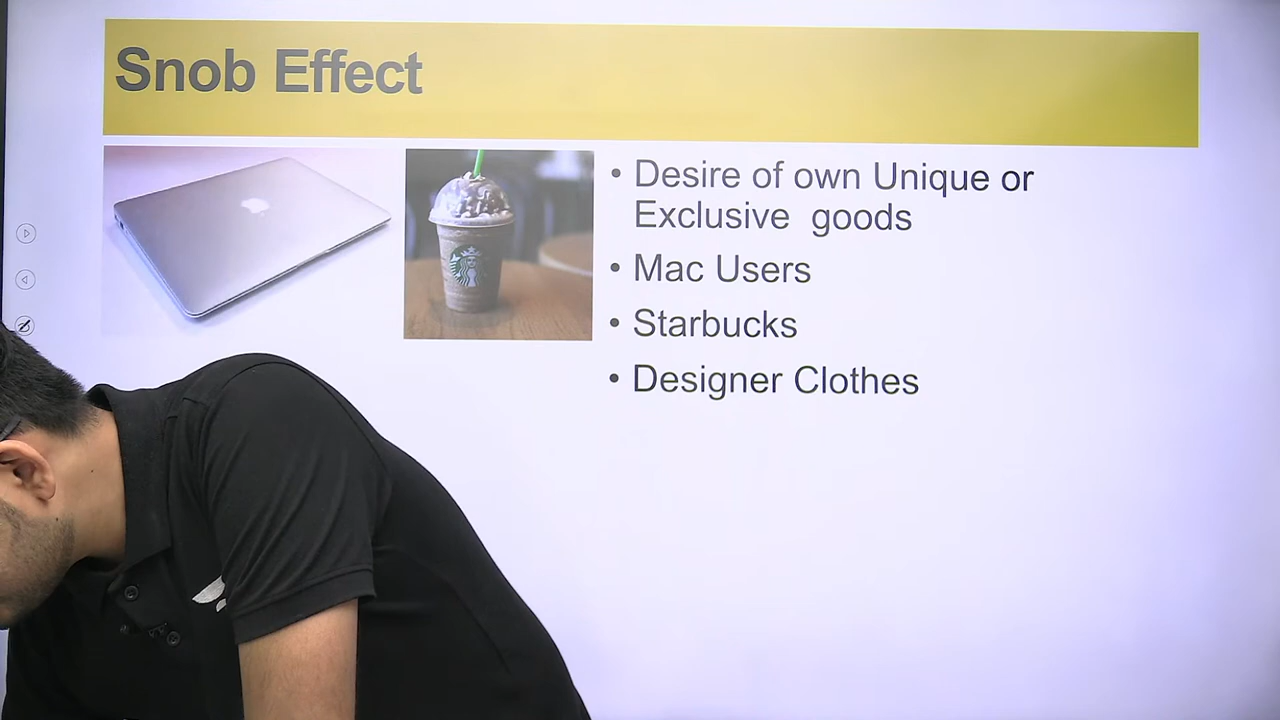 Snob Effect
• Desire of own Unique or
Exclusive goods
• Mac Users
• Starbucks
• Designer Clothes